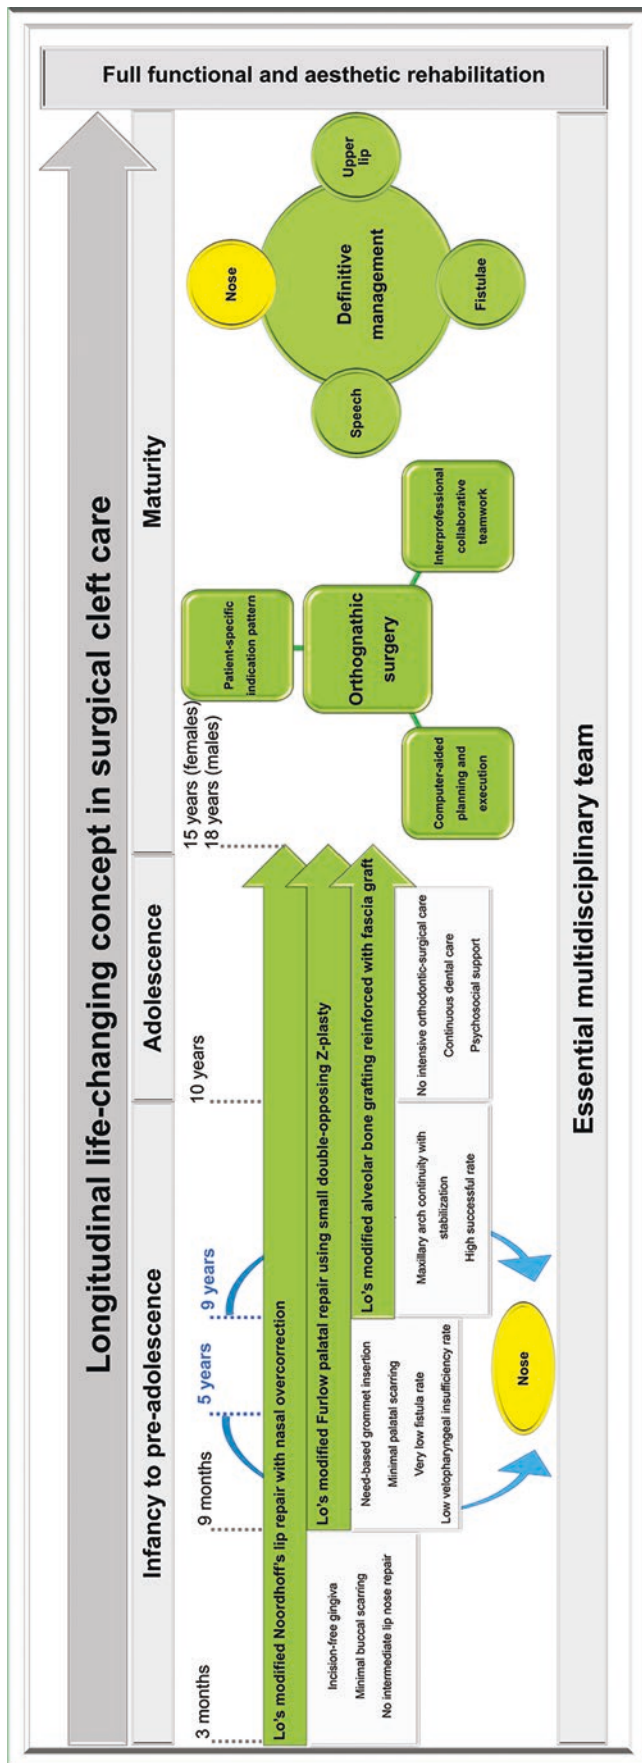 Longitudinal life-changing concept in surgical cleft care
Full functional and aesthetic rehabilitation
Infancy to pre-adolescence
Adolescence
Maturity
3 months
9 months
5 years
9 years
10 years
15 years (females)
18 years (males)
Lo's modified Noordhoff's lip repair with nasal overcorrection
Lo's modified Furlow palatal repair using small double-opposing Z-plasty
Lo's modified alveolar bone grafting reinforced with fascia graft
Incision-free gingiva
Minimal buccal scarring
No intermediate lip nose repair
Need-based grommet insertion
Minimal palatal scarring
Very low fistula rate
Low velopharyngeal insufficiency rate
Maxillary arch continuity with
stabilization
High successful rate
No intensive orthodontic-surgical care
Continuous dental care
Psychosocial support
Nose
Patient-specific
indication pattern
Orthognathic
surgery
Computer-aided
planning and
execution
Interprofessional
collaborative
teamwork
Nose
Speech
Definitive
management
Upper
lip
Fistulae
Essential multidisciplinary team